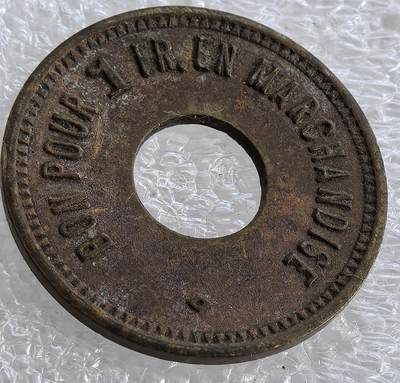 BON POUR 1 FR. EN MARCHANDISE